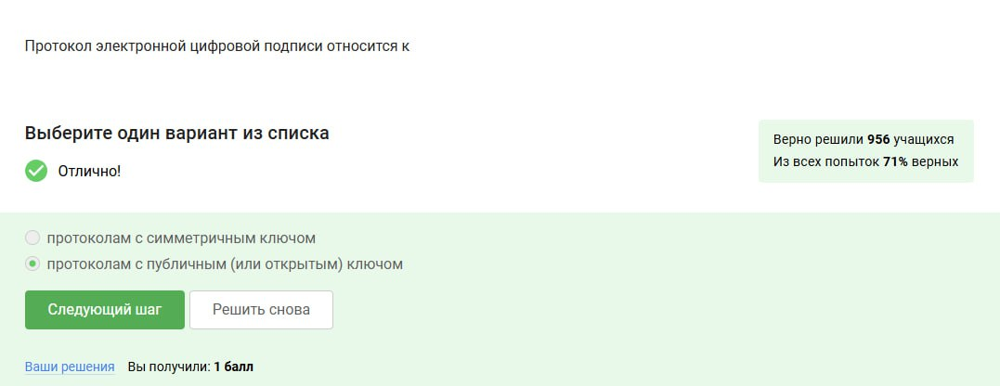 Протокол электронной цифровой подписи относится к
Выберите один вариант из списка
Отлично!
Верно решили 956 учащихся
Из всех попыток 71% верных
протоколам с симметричным ключом
протоколам с публичным (или открытым) ключом
Следующий шаг Решить снова
Ваши решения Вы получили: 1 балл